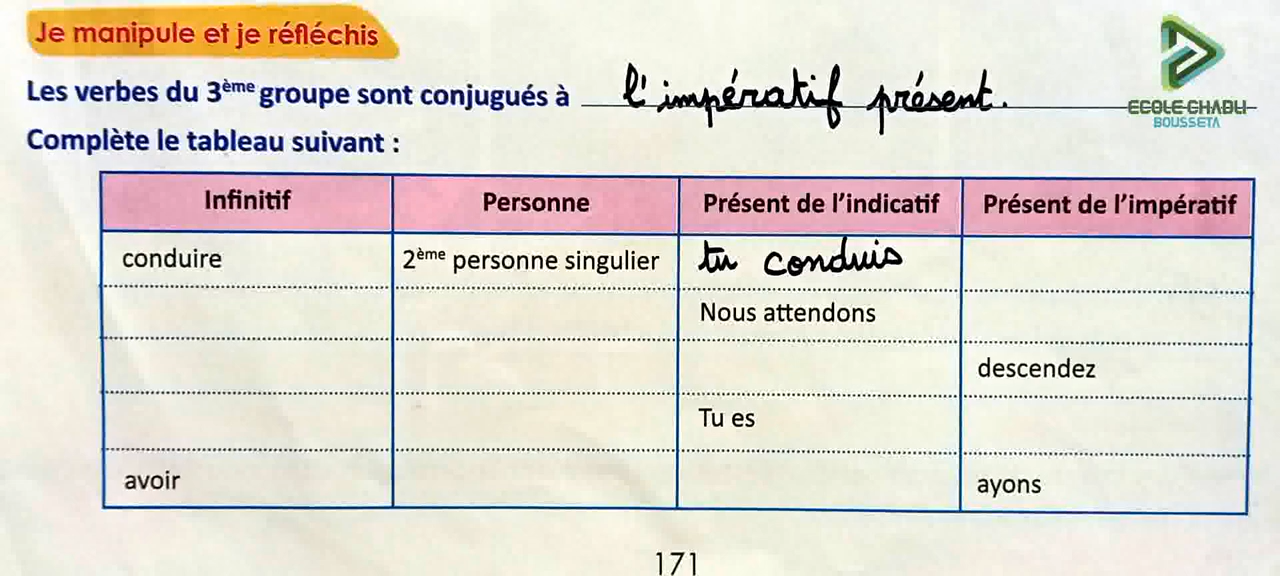 Je manipule et je réfléchis
Les verbes du 3ème groupe sont conjugués à l'impératif présent.
ECOLE CHABLI
BOUSSETA
Complète le tableau suivant :
Infinitif Personne Présent de l'indicatif Présent de l'impératif
conduire 2ème personne singulier tu conduis
Nous attendons
descendez
Tu es
avoir ayons
171